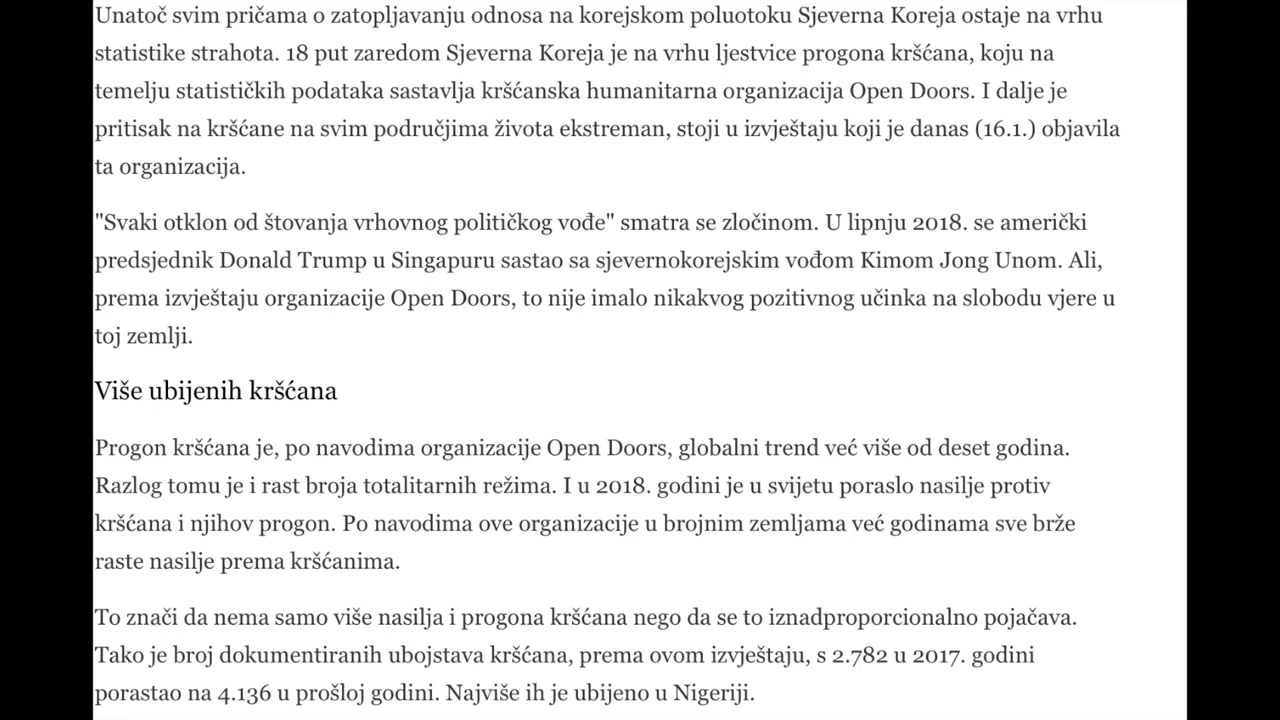 Unatoč svim pričama o zatopljavanju odnosa na korejskom poluotoku Sjeverna Koreja ostaje na vrhu
statistike strahota. 18 put zaredom Sjeverna Koreja je na vrhu ljestvice progona kršćana, koju na
temelju statističkih podataka sastavlja kršćanska humanitarna organizacija Open Doors. I dalje je
pritisak na kršćane na svim područjima života ekstreman, stoji u izvještaju koji je danas (16.1.) objavila
ta organizacija.
"Svaki otklon od štovanja vrhovnog političkog vođe" smatra se zločinom. U lipnju 2018. se američki
predsjednik Donald Trump u Singapuru sastao sa sjevernokorejskim vođom Kimom Jong Unom. Ali,
prema izvještaju organizacije Open Doors, to nije imalo nikakvog pozitivnog učinka na slobodu vjere u
toj zemlji.
Više ubijenih kršćana
Progon kršćana je, po navodima organizacije Open Doors, globalni trend već više od deset godina.
Razlog tomu je i rast broja totalitarnih režima. I u 2018. godini je u svijetu poraslo nasilje protiv
kršćana i njihov progon. Po navodima ove organizacije u brojnim zemljama već godinama sve brže
raste nasilje prema kršćanima.
To znači da nema samo više nasilja i progona kršćana nego da se to iznadproporcionalno pojačava.
Tako je broj dokumentiranih ubojstava kršćana, prema ovom izvještaju, s 2.782 u 2017. godini
porastao na 4.136 u prošloj godini. Najviše ih je ubijeno u Nigeriji.